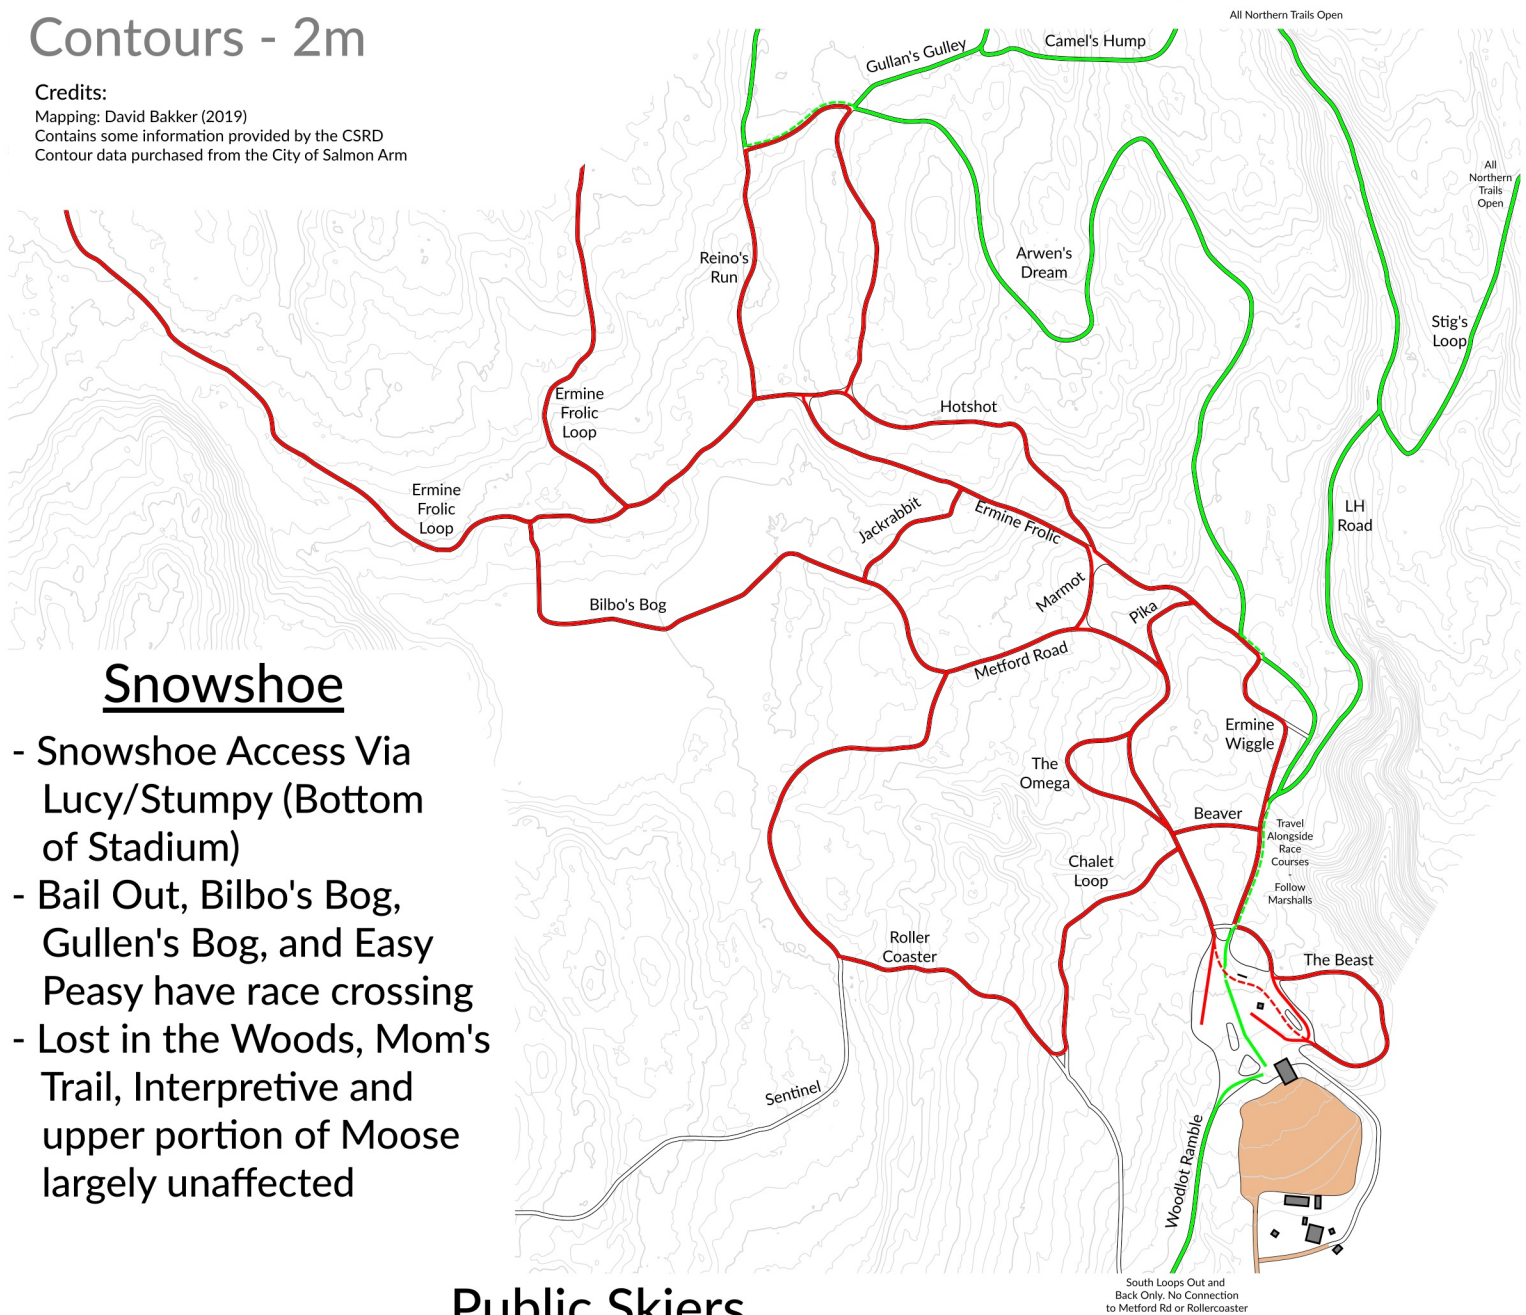 Contours - 2m
Credits:
Mapping: David Bakker (2019)
Contains some information provided by the CSRD
Contour data purchased from the City of Salmon Arm
All Northern Trails Open
Gullan's Gulley
Camel's Hump
All
Northern
Trails
Open
Reino's
Run
Arwen's
Dream
Stig's
Loop
Ermine
Frolic
Loop
Hotshot
Ermine
Frolic
Loop
Jackrabbit
Ermine Frolic
LH
Road
Bilbo's Bog
Marmot
Pika
Metford Road
Ermine
Wiggle
The
Omega
Beaver
Travel
Alongside
Race
Courses
-
Follow
Marshalls
Chalet
Loop
Roller
Coaster
The Beast
Sentinel
Woodlot Ramble
South Loops Out and
Back Only. No Connection
to Metford Rd or Rollercoaster
Snowshoe
- Snowshoe Access Via
Lucy/Stumpy (Bottom
of Stadium)
- Bail Out, Bilbo's Bog,
Gullen's Bog, and Easy
Peasy have race crossing
- Lost in the Woods, Mom's
Trail, Interpretive and
upper portion of Moose
largely unaffected
Public Skiers